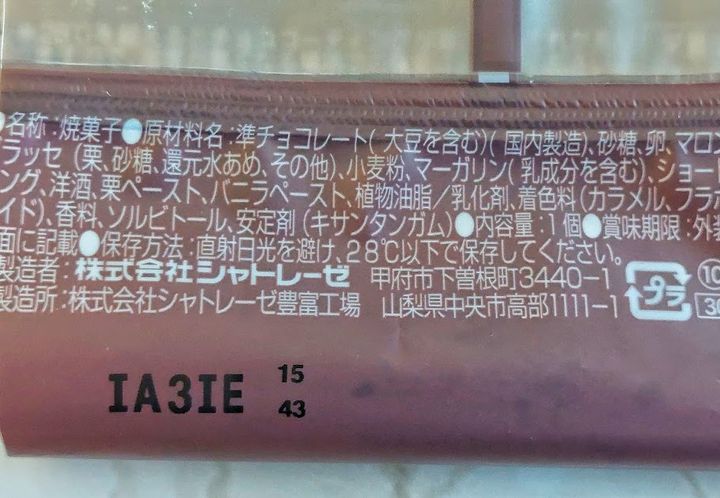 ●名称:焼菓子●原材料名:準チョコレート(大豆を含む)(国内製造)、砂糖、卵、マロン
ラッセ(栗、砂糖、還元水あめ、その他)、小麦粉、マーガリン(乳成分を含む)、ショート
ング、洋酒、栗ペースト、バニラペースト、植物油脂/乳化剤、着色料(カラメル、フラボ
イド)、香料、ソルビトール、安定剤(キサンタンガム)●内容量:1個●賞味期限:外装
面に記載●保存方法:直射日光を避け、28℃以下で保存してください。
製造者:株式会社シャトレーゼ 甲府市下曽根町3440-1
製造所:株式会社シャトレーゼ豊富工場 山梨県中央市高部1111-1
プラ
IA3IE 15
43